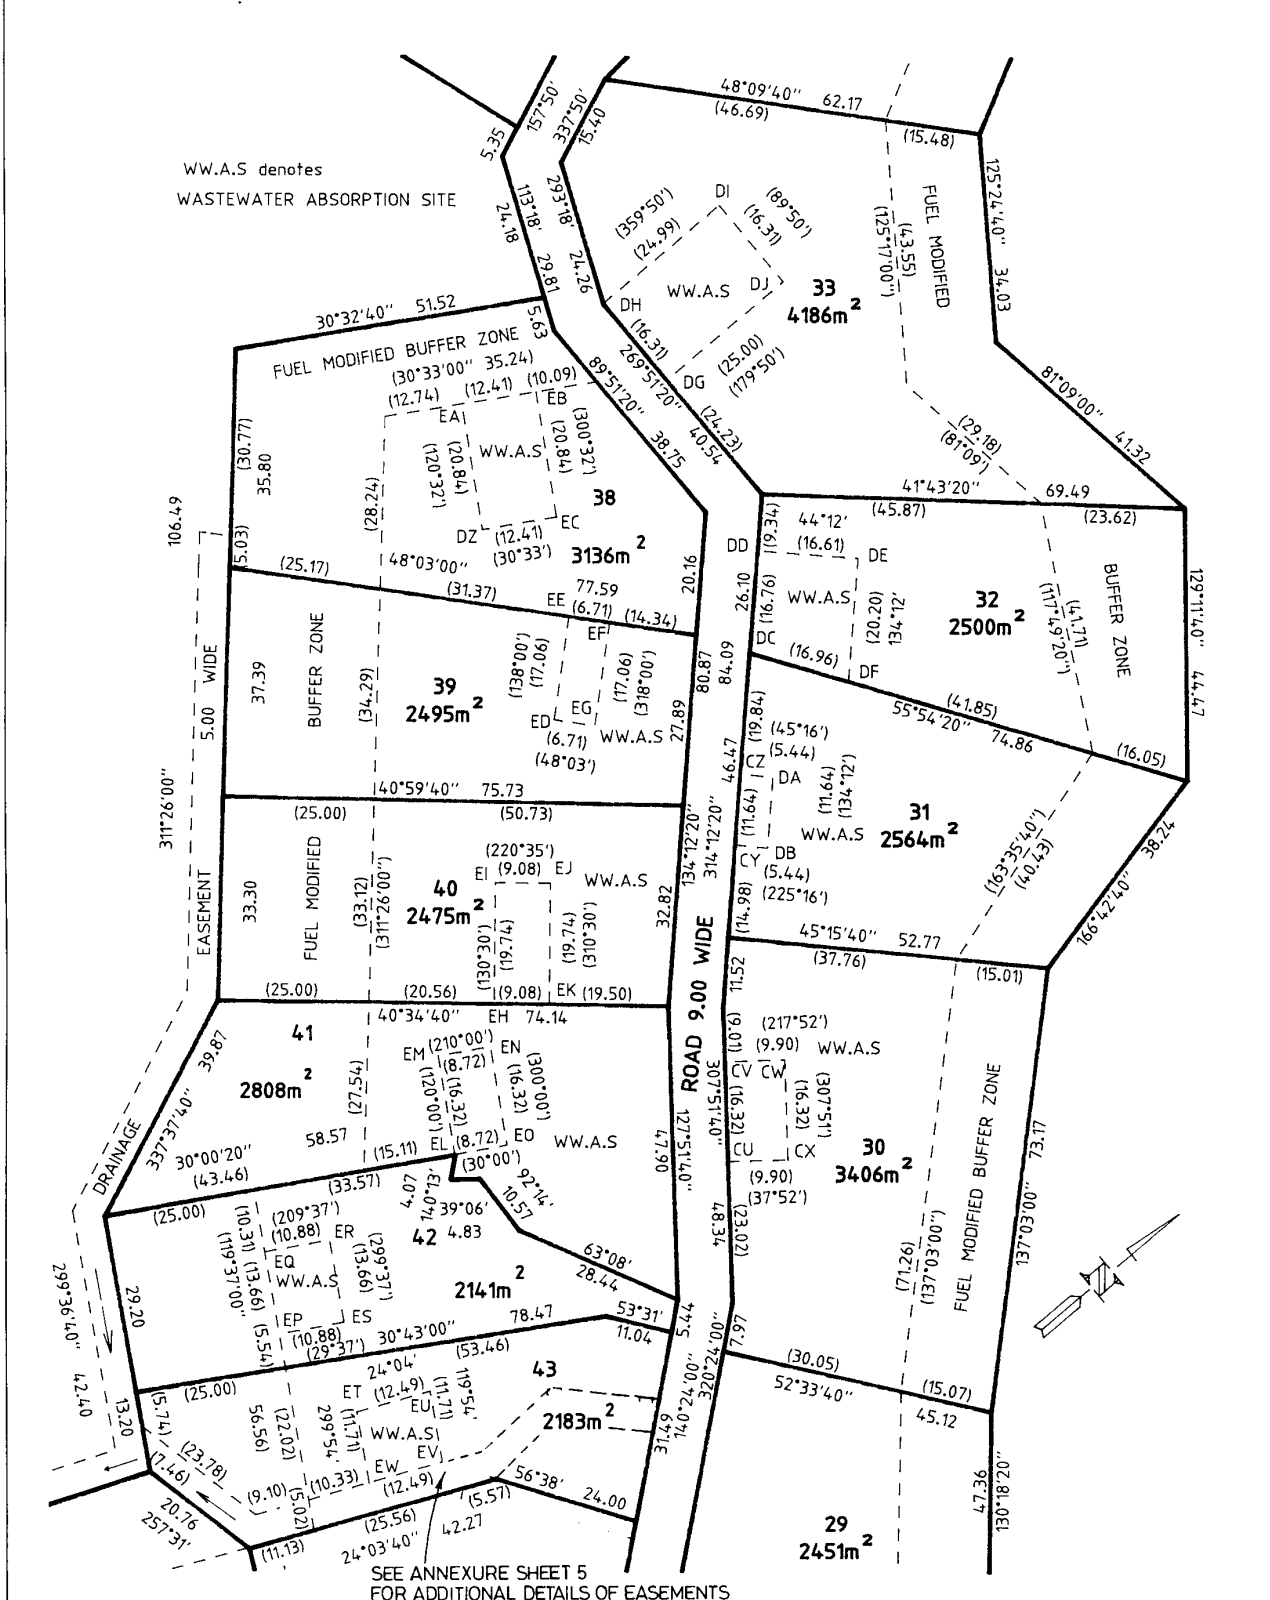 48°09'40" 62.17
(46.69)
(15.48)
157°50'
337°50'
15.40
5.35
WW.A.S denotes
WASTEWATER ABSORPTION SITE
113°18'
24.18
29.81
293°18'
24.26
DI
(359°50')
(24.99)
(89°50')
(16.31)
WW.A.S
DJ
DH
DG
(16.31)
(25.00)
(179°50')
33
4186m²
FUEL MODIFIED
(43.55)
(125°17'00")
125°24'40" 34.03
81°09'00" 41.32
(29.18)
(81°09')
269°51'20"
(24.23)
40.54
30°32'40" 51.52
5.63
FUEL MODIFIED BUFFER ZONE
(30°33'00" 35.24)
(12.74) (12.41) (10.09)
89°51'20" 38.75
EA
EB
WW.A.S
(120°32')
(20.84)
(20.84)
(300°32')
38
3136m²
DZ (12.41) EC
(30°33')
(30.77)
35.80
(28.24)
106.49
(5.03)
(25.17) 48°03'00" 77.59
(31.37) (6.71) (14.34)
20.16
41°43'20" 69.49
(45.87) (23.62)
(9.34)
44°12'
(16.61)
DD
DE
26.10
(16.76)
WW.A.S
(20.20)
134°12'
32
2500m²
(41.71)
(117°49'20")
BUFFER ZONE
129°11'40" 44.47
DC
(16.96)
DF
(41.85)
55°54'20" 74.86
(16.05)
5.00 WIDE
37.39
BUFFER ZONE
(34.29)
39
2495m²
EE
EF
(138°00')
(17.06)
(17.06)
(318°00')
ED
EG
(6.71)
(48°03')
WW.A.S
27.89
80.87
84.09
46.47
(19.84)
(45°16')
(5.44)
CZ
DA
(11.64)
(11.64)
(134°12')
WW.A.S
31
2564m²
CY DB
(5.44)
(225°16')
(14.98)
(163°35'40")
(40.43)
38.24
166°42'40"
40°59'40" 75.73
(25.00) (50.73)
311°26'00"
EASEMENT
33.30
FUEL MODIFIED
(33.12)
(311°26'00")
40
2475m²
(220°35')
EI (9.08) EJ
WW.A.S
(130°03')
(19.74)
(19.74)
(310°03')
32.82
134°12'20"
314°12'20"
(25.00) (20.56) (9.08) EK (19.50)
40°34'40" EH 74.14
ROAD 9.00 WIDE
45°15'40" 52.77
(37.76) (15.01)
11.52
(9.01)
(217°52')
(9.90)
WW.A.S
CV CW
(16.32)
(16.32)
(307°51')
CU CX
(9.90)
(37°52')
307°51'40"
48.34
(23.02)
30
3406m²
(71.26)
(137°03'00")
FUEL MODIFIED BUFFER ZONE
137°03'00" 73.17
39.87
337°37'40"
DRAINAGE
41
2808m²
(27.54)
EM (210°00') EN
(8.72)
(120°00')
(16.32)
(16.32)
(300°00')
EL (8.72) EO
(30°00')
WW.A.S
47.90
127°51'40"
30°00'20" 58.57
(43.46) (15.11)
(25.00) (33.57)
4.07
140°13'
39°06'
4.83
92°14'
10.57
63°08'
28.44
42
2141m²
(209°37')
(10.88) ER
(10.31)
(119°37'00")
(13.66)
EQ
WW.A.S
(13.66)
(299°37')
EP ES
(10.88)
(29°37')
(5.54)
299°36'40" 42.40
29.20
30°43'00" 78.47
(25.00) (53.46)
53°31'
11.04
5.44
7.97
320°24'00"
140°24'00"
31.49
43
2183m²
24°04'
ET (12.49) EU
(11.71)
119°54'
WW.A.S
(11.71)
299°54'
EV
EW
(12.49)
(10.33)
13.20
(5.74)
(7.46)
(23.78)
(9.10)
56.56
(22.02)
(5.02)
20.76
257°31'
(11.13)
(25.56)
24°03'40" 42.27
(5.57)
56°38'
24.00
(30.05)
52°33'40"
(15.07)
45.12
47.36
130°18'20"
29
2451m²
SEE ANNEXURE SHEET 5
FOR ADDITIONAL DETAILS OF EASEMENTS